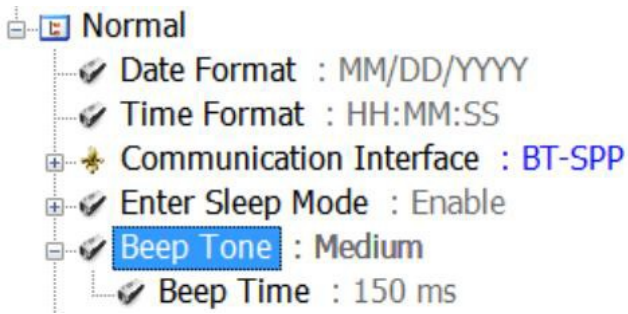 Normal
Date Format : MM/DD/YYYY
Time Format : HH:MM:SS
Communication Interface : BT-SPP
Enter Sleep Mode : Enable
Beep Tone : Medium
Beep Time : 150 ms